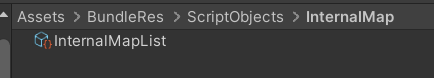 Assets > BundleRes > ScriptObjects > InternalMap
InternalMapList